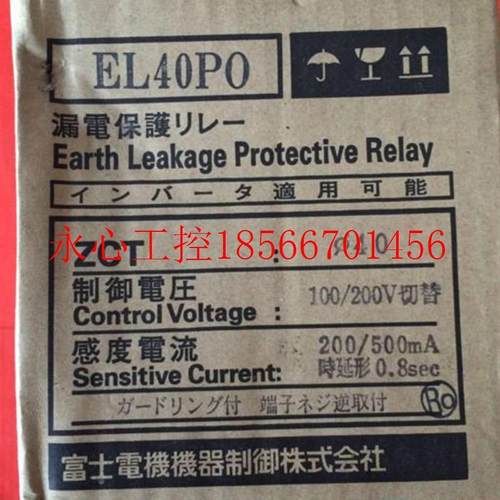 EL40PO
漏電保護リレー
Earth Leakage Protective Relay
インバータ適用可能
永心工控18566701456
ZCT : ø40
制御電圧
Control Voltage : 100/200V切替
感度電流 200/500mA
Sensitive Current: 時延形0.8sec
ガードリング付 端子ネジ逆取付
Ro
富士電機機器制御株式会社